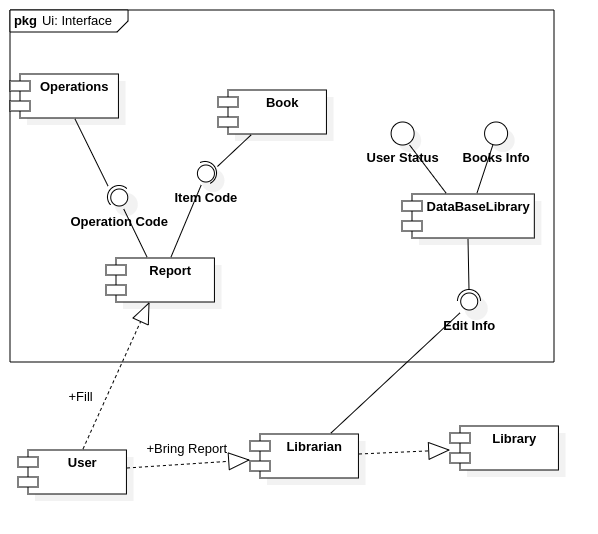 pkg Ui: Interface
Operations
Book
User Status
Books Info
Item Code
Operation Code
DataBaseLibrary
Report
Edit Info
+Fill
+Bring Report
User
Librarian
Library